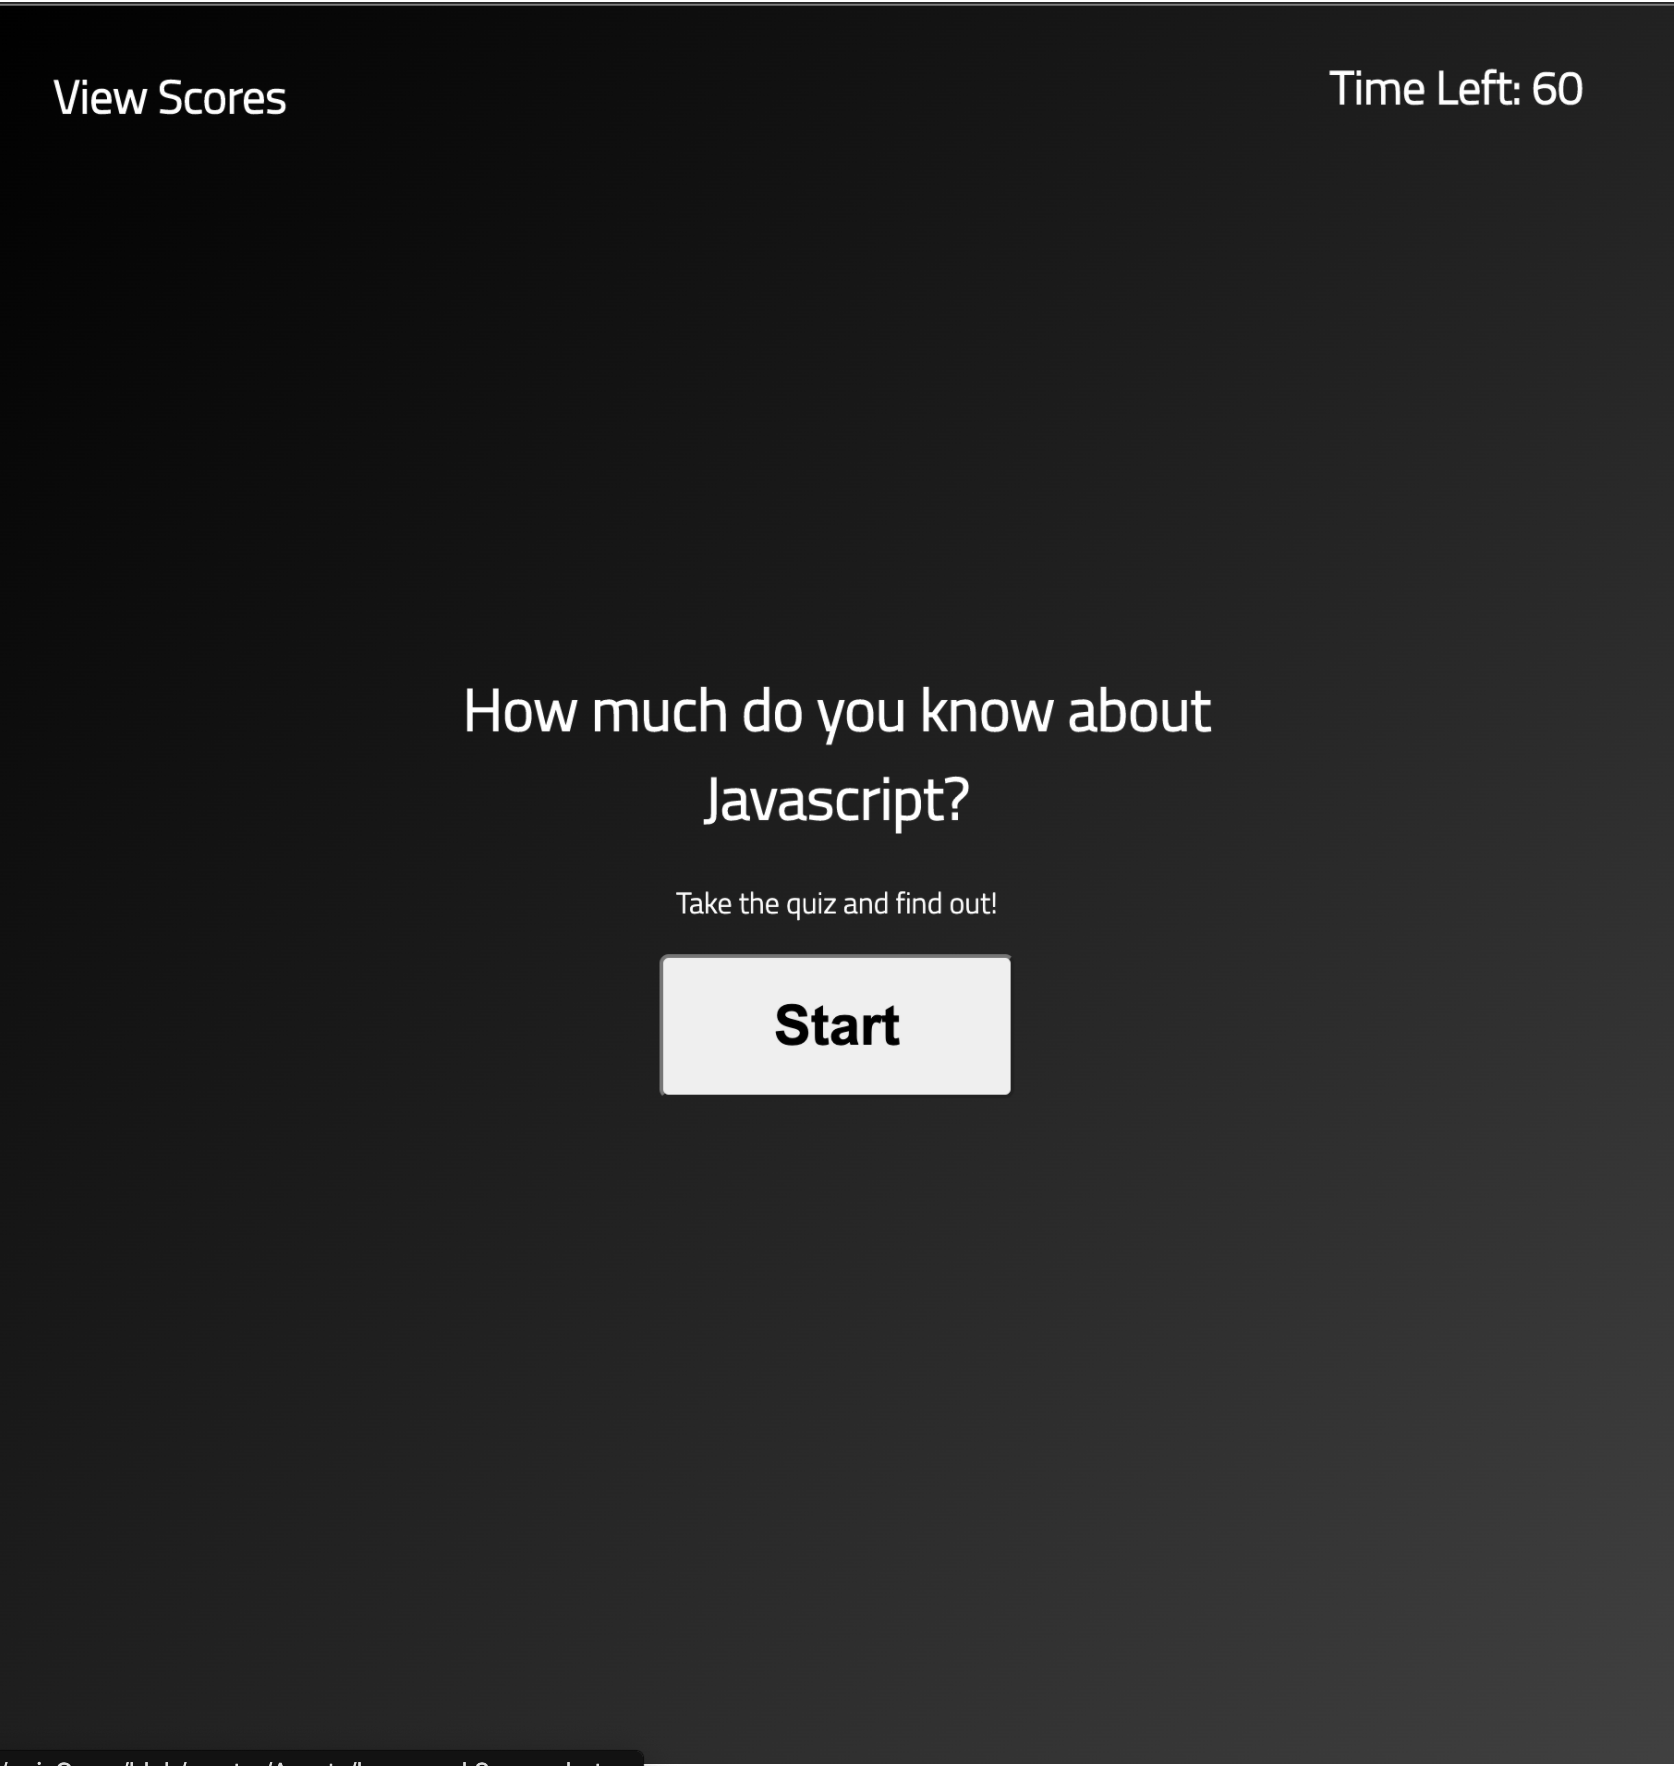 View Scores
Time Left: 60
How much do you know about
Javascript?
Take the quiz and find out!
Start